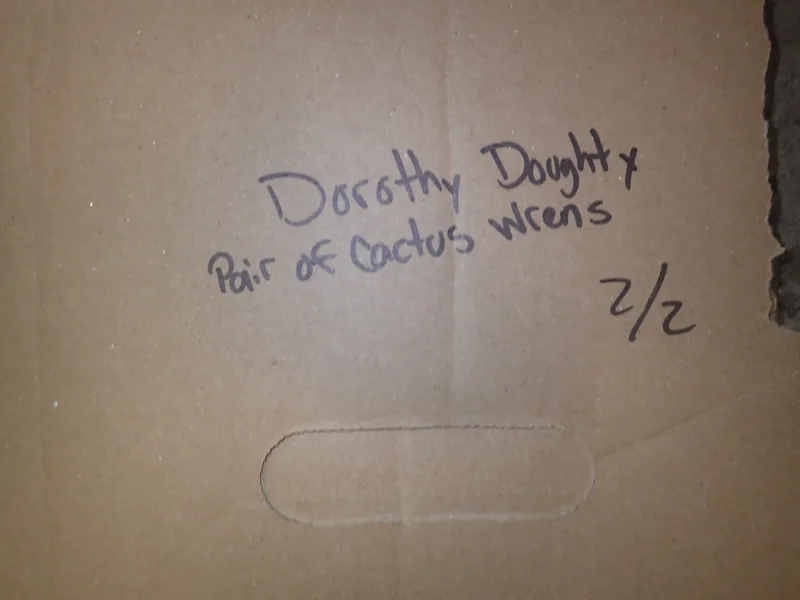 Dorothy Doughty
Pair of Cactus Wrens
2/2